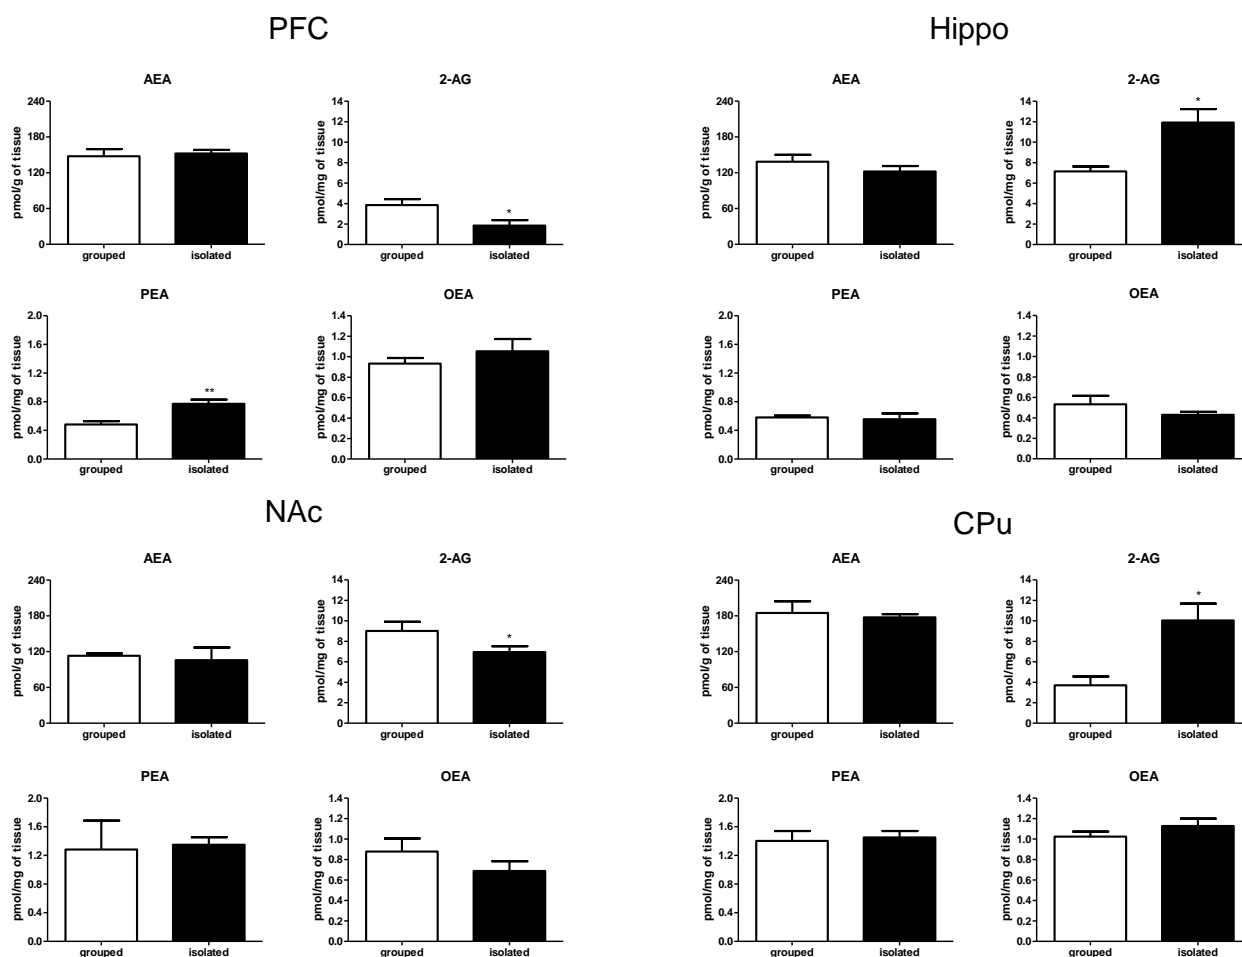 PFC
AEA
pmol/g of tissue
240
180
120
60
0
grouped
isolated
2-AG
pmol/mg of tissue
14
12
10
8
6
4
2
0
*
grouped
isolated
PEA
pmol/mg of tissue
2.0
1.6
1.2
0.8
0.4
0.0
**
grouped
isolated
OEA
pmol/mg of tissue
1.4
1.2
1.0
0.8
0.6
0.4
0.2
0.0
grouped
isolated
Hippo
AEA
pmol/g of tissue
240
180
120
60
0
grouped
isolated
2-AG
pmol/mg of tissue
14
12
10
8
6
4
2
0
*
grouped
isolated
PEA
pmol/mg of tissue
2.0
1.6
1.2
0.8
0.4
0.0
grouped
isolated
OEA
pmol/mg of tissue
1.4
1.2
1.0
0.8
0.6
0.4
0.2
0.0
grouped
isolated
NAc
AEA
pmol/g of tissue
240
180
120
60
0
grouped
isolated
2-AG
pmol/mg of tissue
14
12
10
8
6
4
2
0
*
grouped
isolated
PEA
pmol/mg of tissue
2.0
1.6
1.2
0.8
0.4
0.0
grouped
isolated
OEA
pmol/mg of tissue
1.4
1.2
1.0
0.8
0.6
0.4
0.2
0.0
grouped
isolated
CPu
AEA
pmol/g of tissue
240
180
120
60
0
grouped
isolated
2-AG
pmol/mg of tissue
14
12
10
8
6
4
2
0
*
grouped
isolated
PEA
pmol/mg of tissue
2.0
1.6
1.2
0.8
0.4
0.0
grouped
isolated
OEA
pmol/mg of tissue
1.4
1.2
1.0
0.8
0.6
0.4
0.2
0.0
grouped
isolated